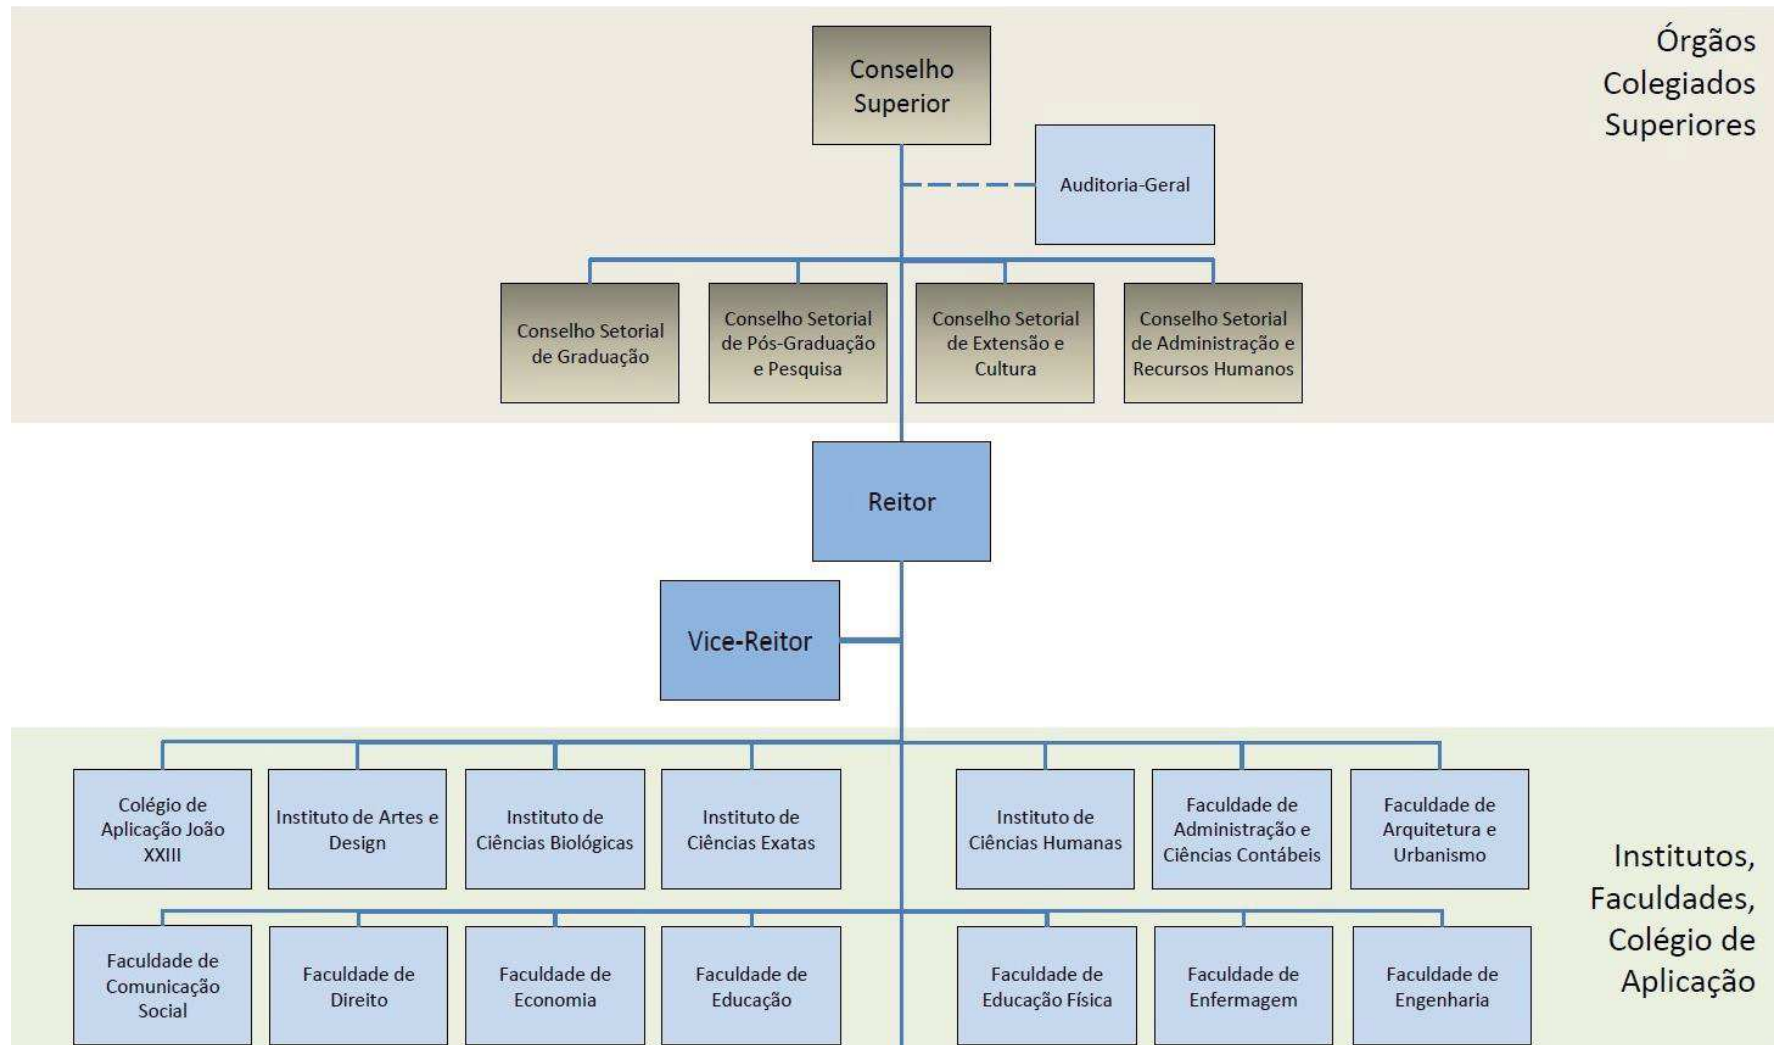 Órgãos
Colegiados
Superiores
Conselho
Superior
Auditoria-Geral
Conselho Setorial
de Graduação
Conselho Setorial
de Pós-Graduação
e Pesquisa
Conselho Setorial
de Extensão e
Cultura
Conselho Setorial
de Administração e
Recursos Humanos
Reitor
Vice-Reitor
Colégio de
Aplicação João
XXIII
Instituto de Artes e
Design
Instituto de
Ciências Biológicas
Instituto de
Ciências Exatas
Instituto de
Ciências Humanas
Faculdade de
Administração e
Ciências Contábeis
Faculdade de
Arquitetura e
Urbanismo
Institutos,
Faculdades,
Colégio de
Aplicação
Faculdade de
Comunicação
Social
Faculdade de
Direito
Faculdade de
Economia
Faculdade de
Educação
Faculdade de
Educação Física
Faculdade de
Enfermagem
Faculdade de
Engenharia